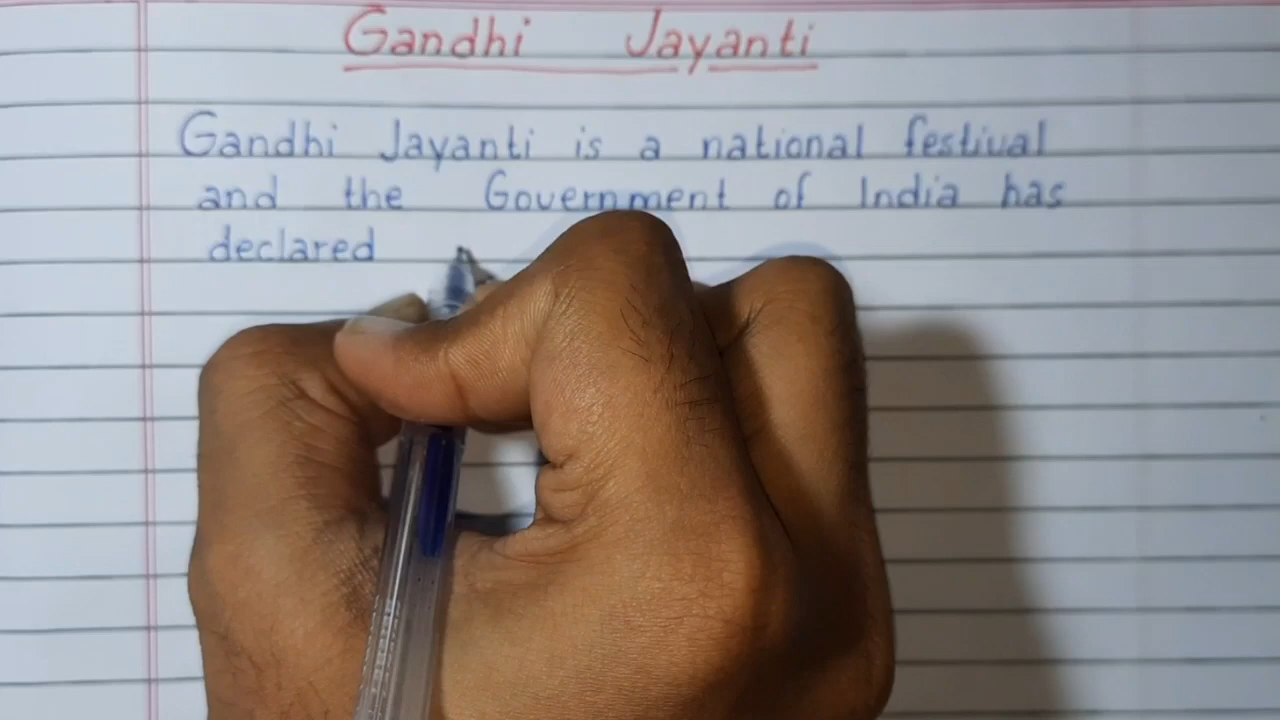 Gandhi Jayanti
Gandhi Jayanti is a national festival
and the Government of India has
declared